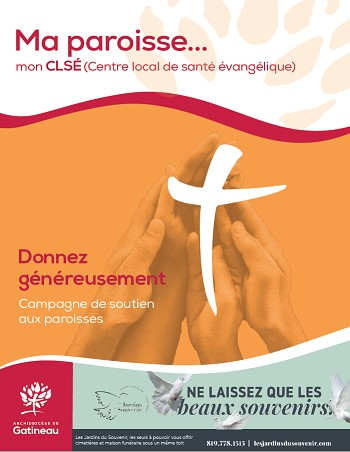 Ma paroisse...
mon CLSÉ (Centre local de santé évangélique)
Donnez
généreusement
Campagne de soutien
aux paroisses
ARCHIDIOCÈSE DE
Gatineau
Jardins
NE LAISSEZ QUE LES
beaux souvenirs.
Les Jardins du Souvenir, les seuls à pouvoir vous offrir
cimetières et maison funéraire sous un même toit
819.778.1515 | lesjardinsdusouvenir.com